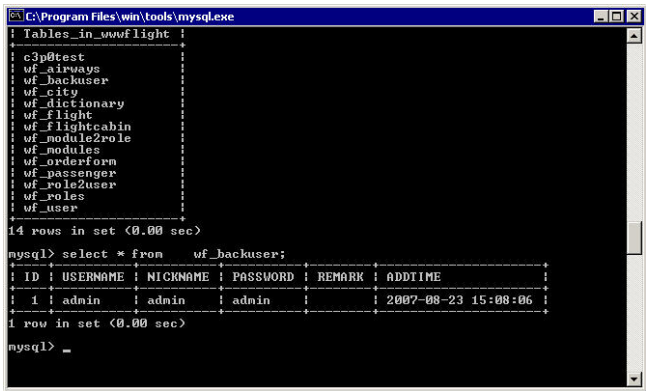 C:\Program Files\win\tools\mysql.exe
| Tables_in_wwwflight |
+---------------------+
| c3p0test            |
| wf_airways          |
| wf_backuser         |
| wf_city             |
| wf_dictionary       |
| wf_flight           |
| wf_flightcabin      |
| wf_module2role      |
| wf_modules          |
| wf_orderform        |
| wf_passenger        |
| wf_role2user        |
| wf_roles            |
| wf_user             |
+---------------------+
14 rows in set (0.00 sec)
mysql> select * from    wf_backuser;
+----+----------+----------+----------+--------+---------------------+
| ID | USERNAME | NICKNAME | PASSWORD | REMARK | ADDTIME             |
+----+----------+----------+----------+--------+---------------------+
|  1 | admin    | admin    | admin    |        | 2007-08-23 15:08:06 |
+----+----------+----------+----------+--------+---------------------+
1 row in set (0.00 sec)
mysql> _